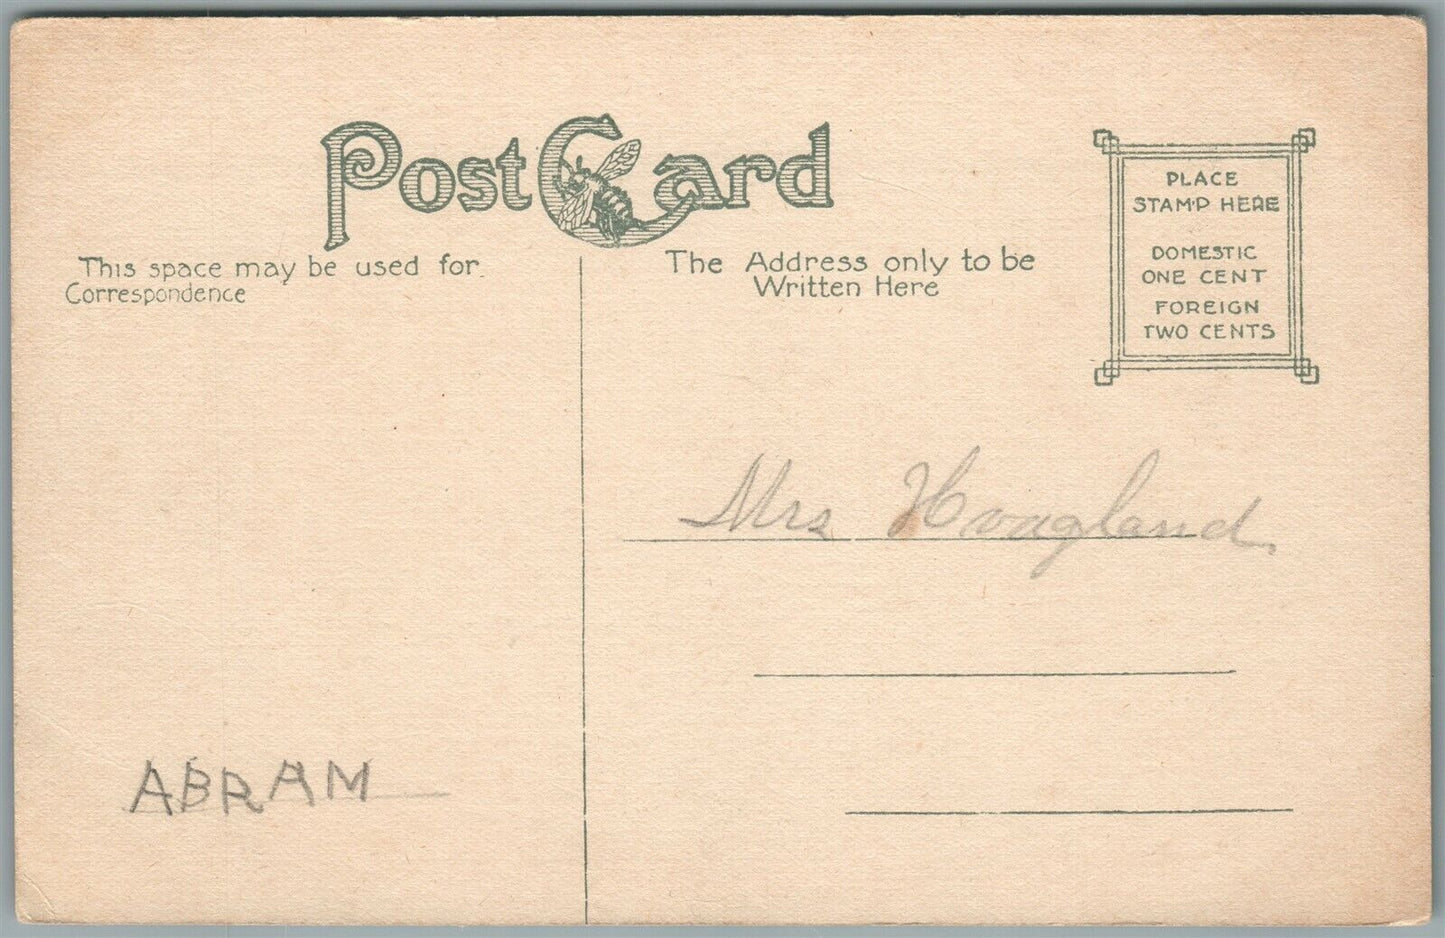 Post Card
This space may be used for
Correspondence
The Address only to be
Written Here
PLACE
STAMP HERE
DOMESTIC
ONE CENT
FOREIGN
TWO CENTS
Mrs Hoagland
ABRAM